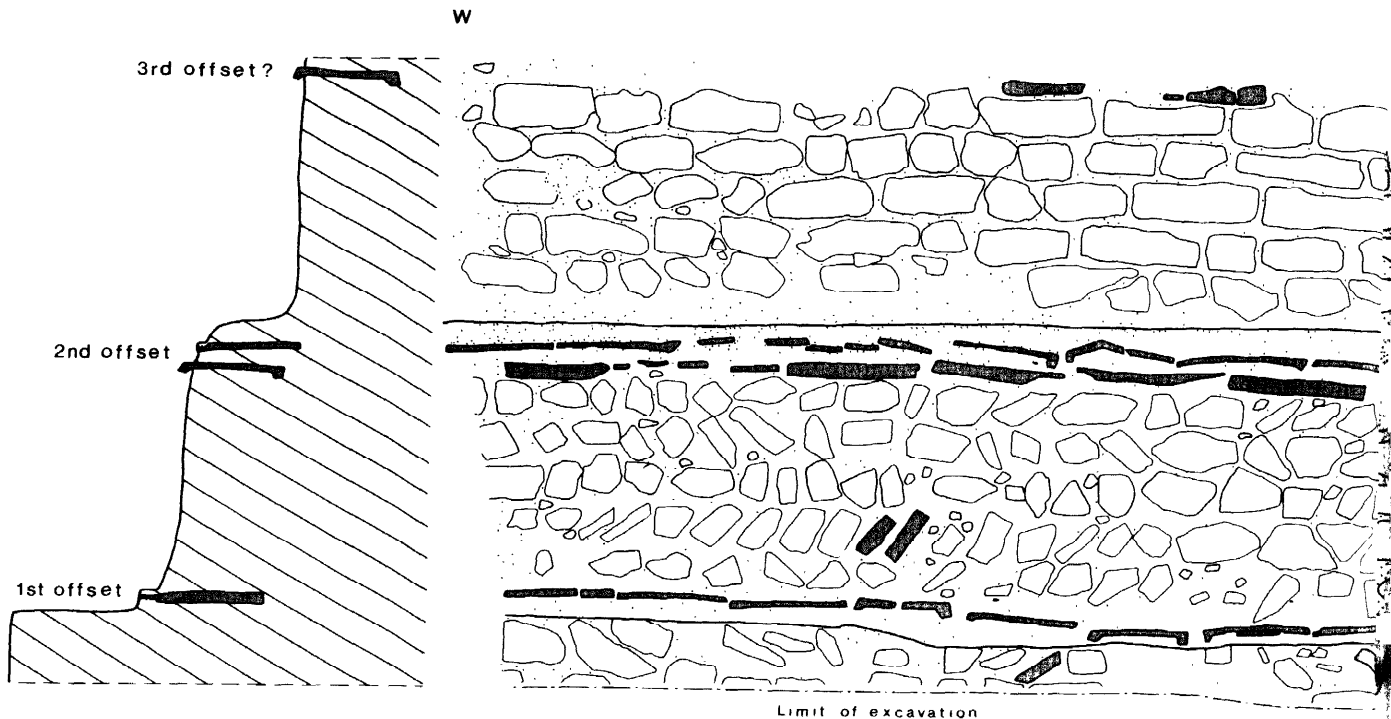 W
3rd offset?
2nd offset
1st offset
Limit of excavation